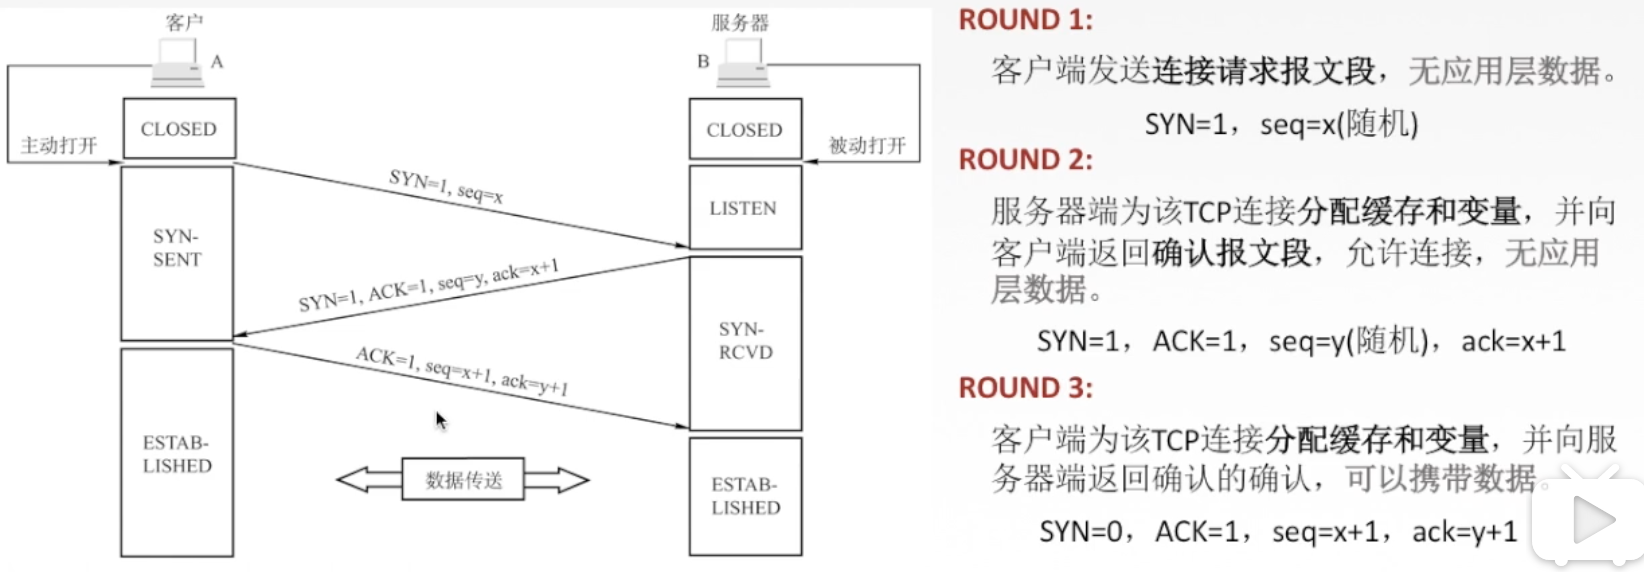 客户
A
服务器
B
主动打开
CLOSED
CLOSED
被动打开
SYN=1, seq=x
LISTEN
SYN-
SENT
SYN=1, ACK=1, seq=y, ack=x+1
SYN-
RCVD
ACK=1, seq=x+1, ack=y+1
ESTAB-
LISHED
数据传送
ESTAB-
LISHED
ROUND 1:
客户端发送连接请求报文段，无应用层数据。
SYN=1，seq=x(随机)
ROUND 2:
服务器端为该TCP连接分配缓存和变量，并向
客户端返回确认报文段，允许连接，无应用
层数据。
SYN=1，ACK=1，seq=y(随机)，ack=x+1
ROUND 3:
客户端为该TCP连接分配缓存和变量，并向服
务器端返回确认的确认，可以携带数据。
SYN=0，ACK=1，seq=x+1，ack=y+1